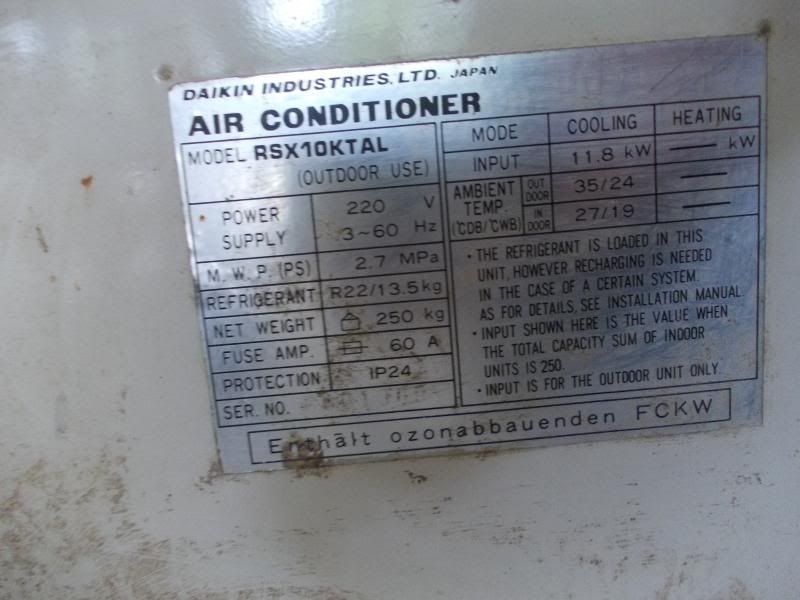 DAIKIN INDUSTRIES, LTD. JAPAN
AIR CONDITIONER
MODEL RSX10KTAL
(OUTDOOR USE)
POWER SUPPLY 220 V
3~60 Hz
M. W. P. (PS) 2.7 MPa
REFRIGERANT R22/13.5kg
NET WEIGHT 250 kg
FUSE AMP. 60 A
PROTECTION IP24
SER. NO.
MODE COOLING HEATING
INPUT 11.8 kW — kW
AMBIENT TEMP. (°CDB/°CWB) OUT DOOR 35/24 —
IN DOOR 27/19 —
• THE REFRIGERANT IS LOADED IN THIS
UNIT, HOWEVER RECHARGING IS NEEDED
IN THE CASE OF A CERTAIN SYSTEM.
AS FOR DETAILS, SEE INSTALLATION MANUAL.
• INPUT SHOWN HERE IS THE VALUE WHEN
THE TOTAL CAPACITY SUM OF INDOOR
UNITS IS 250.
• INPUT IS FOR THE OUTDOOR UNIT ONLY.
Enthält ozonabbauenden FCKW